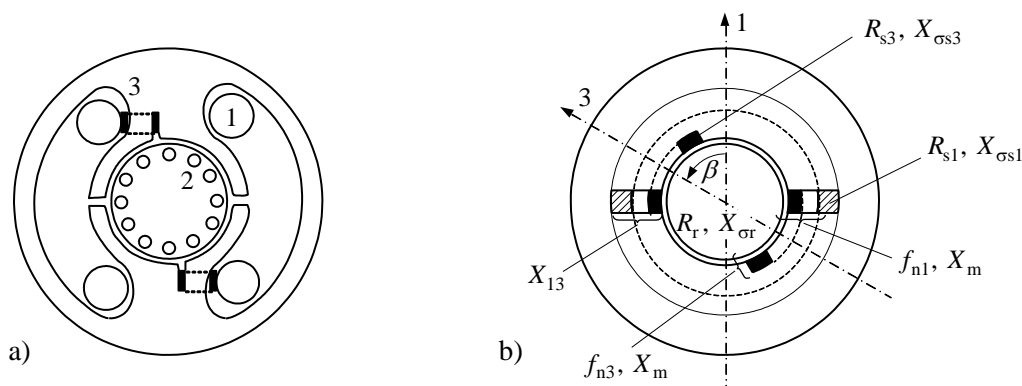 3
1
2
a)
1
R_s3, X_σs3
3
R_s1, X_σs1
β
R_r, X_σr
X_13
f_n1, X_m
b)
f_n3, X_m